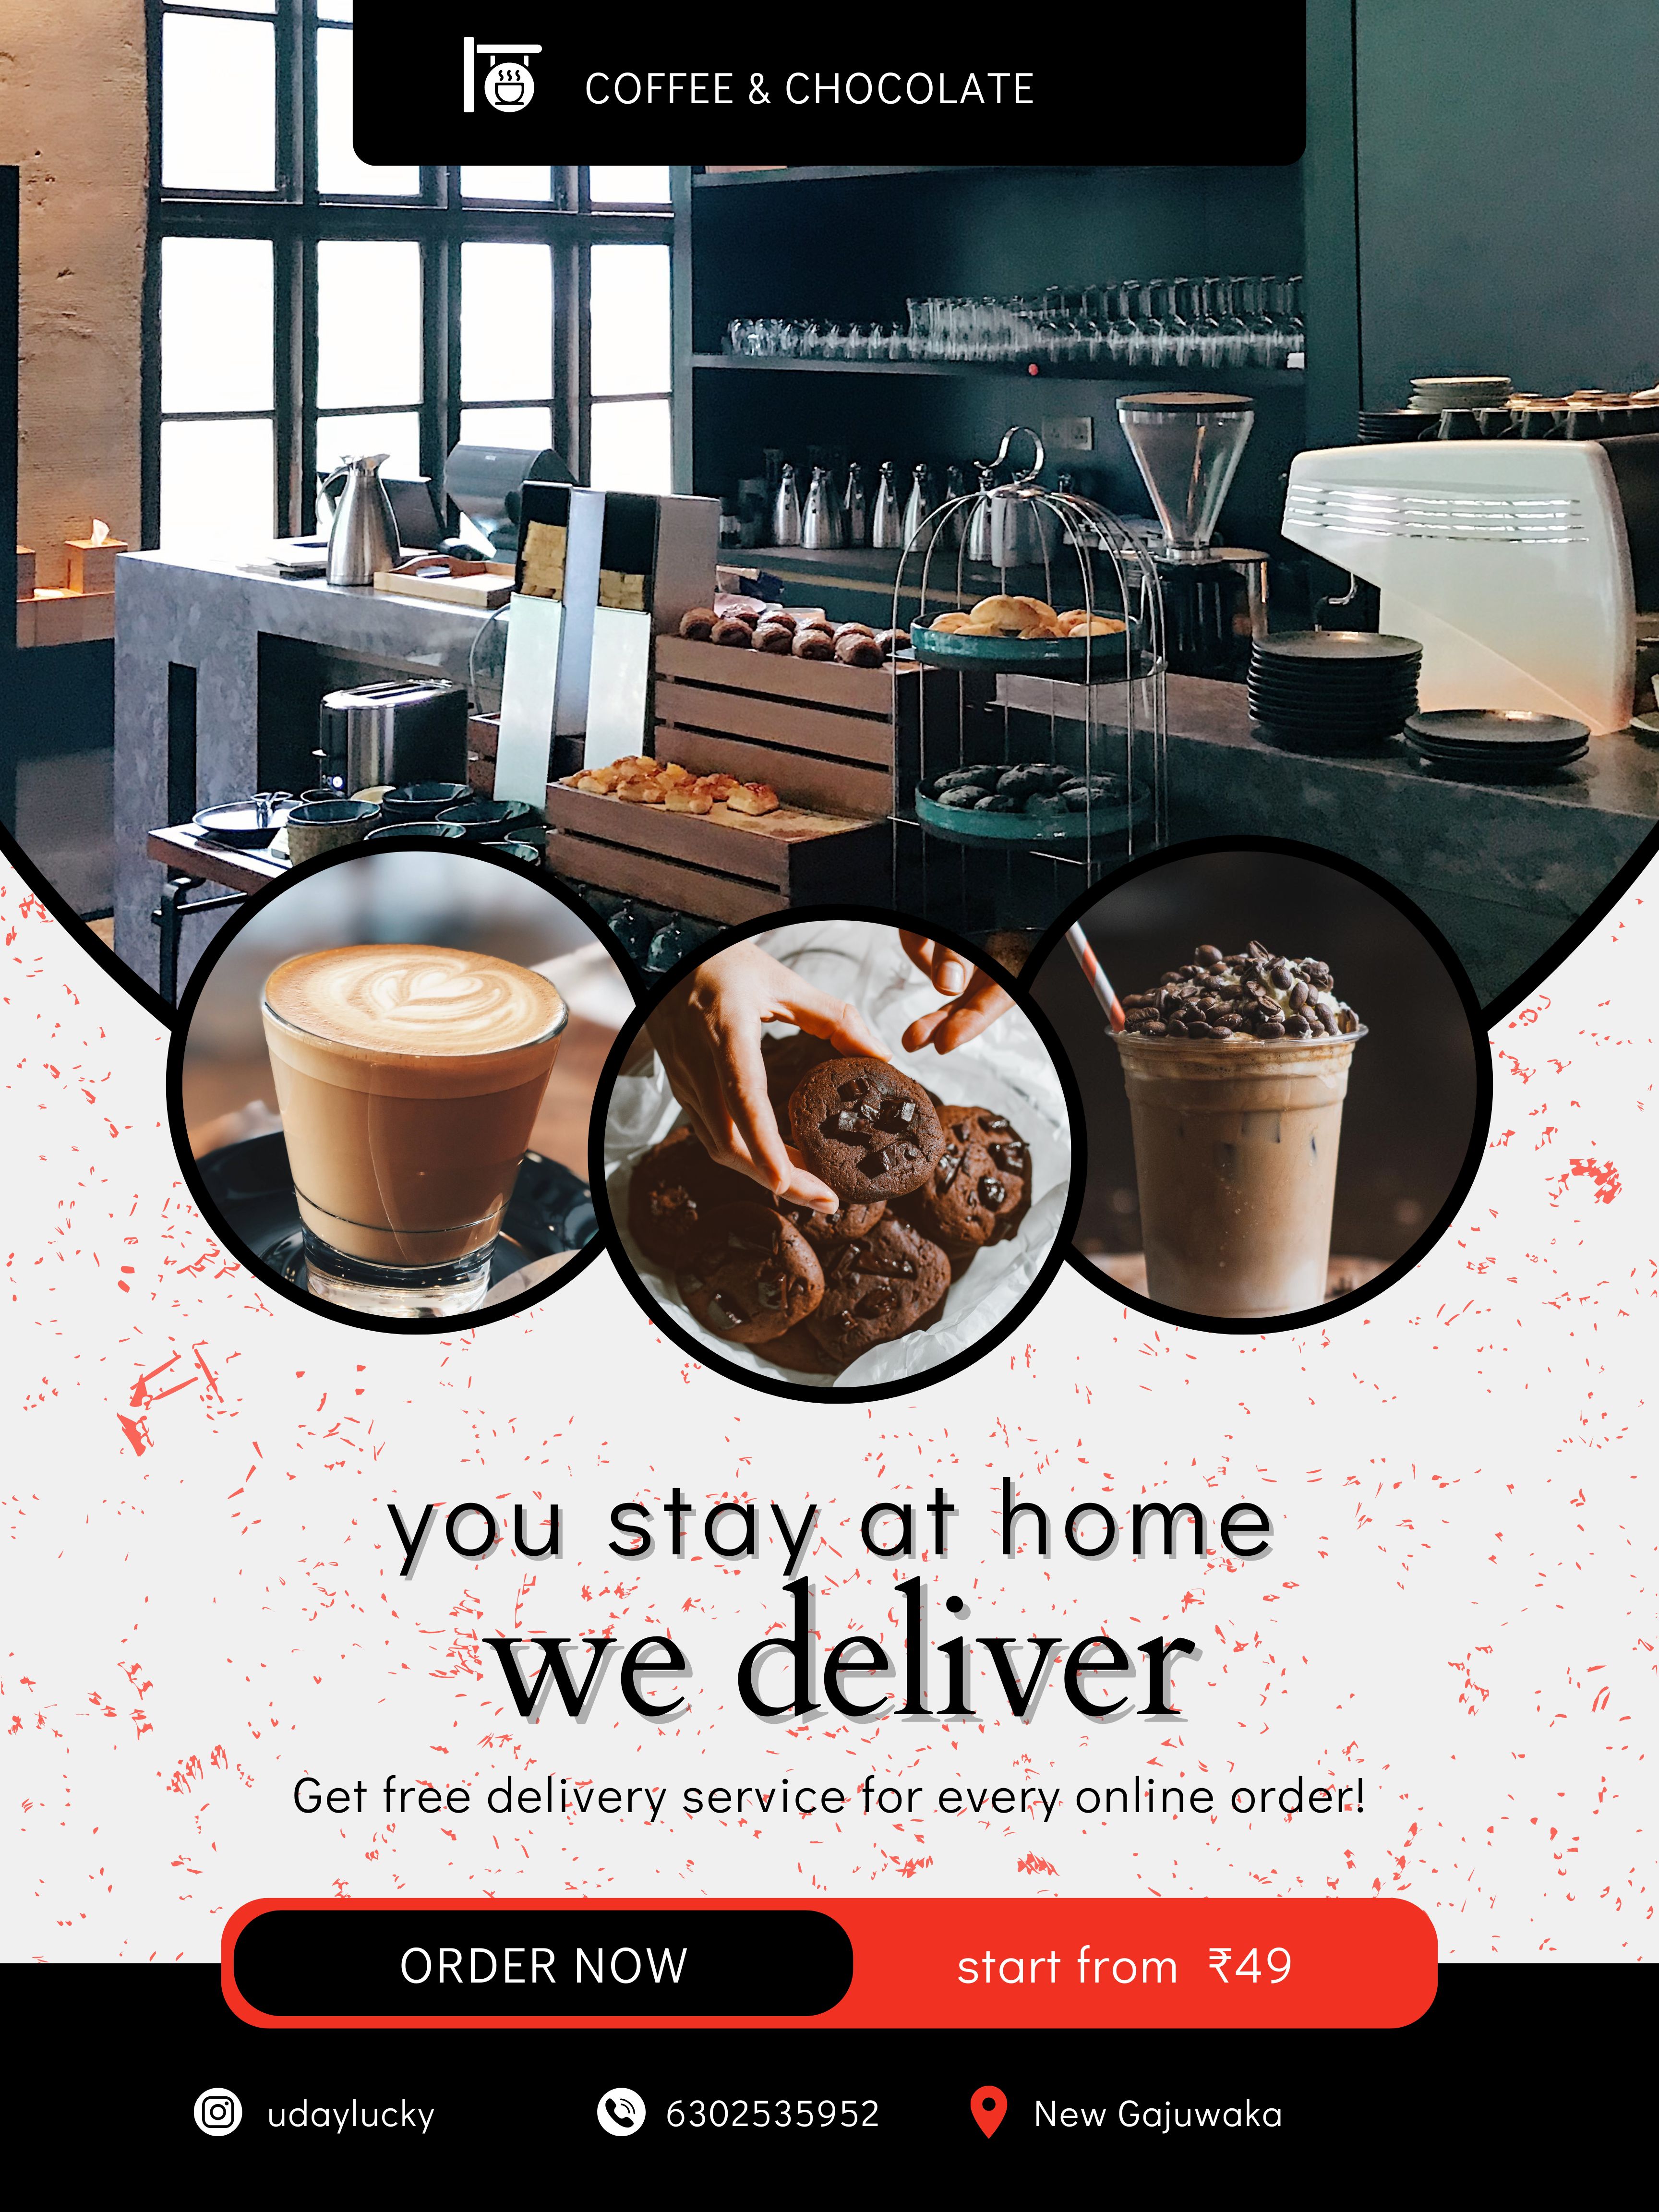 COFFEE & CHOCOLATE
you stay at home
we deliver
Get free delivery service for every online order!
ORDER NOW
start from ₹49
udaylucky
6302535952
New Gajuwaka